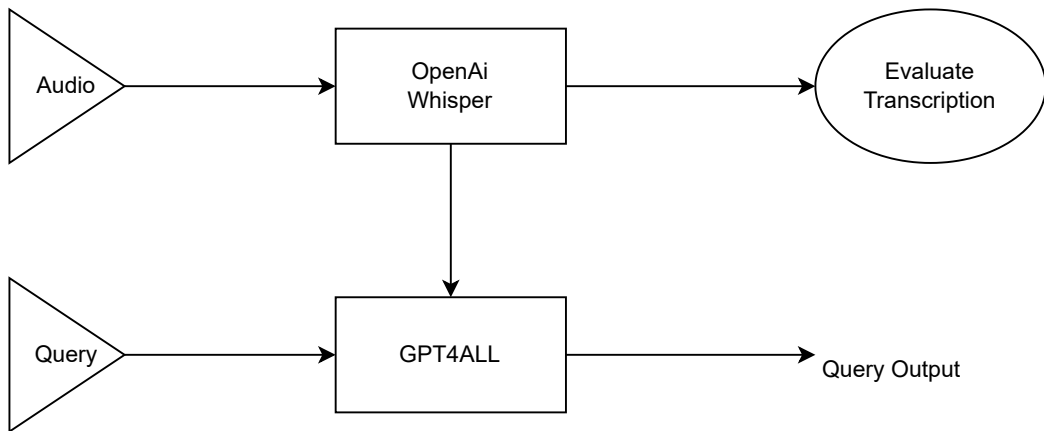 Audio
OpenAi
Whisper
Evaluate
Transcription
Query
GPT4ALL
Query Output